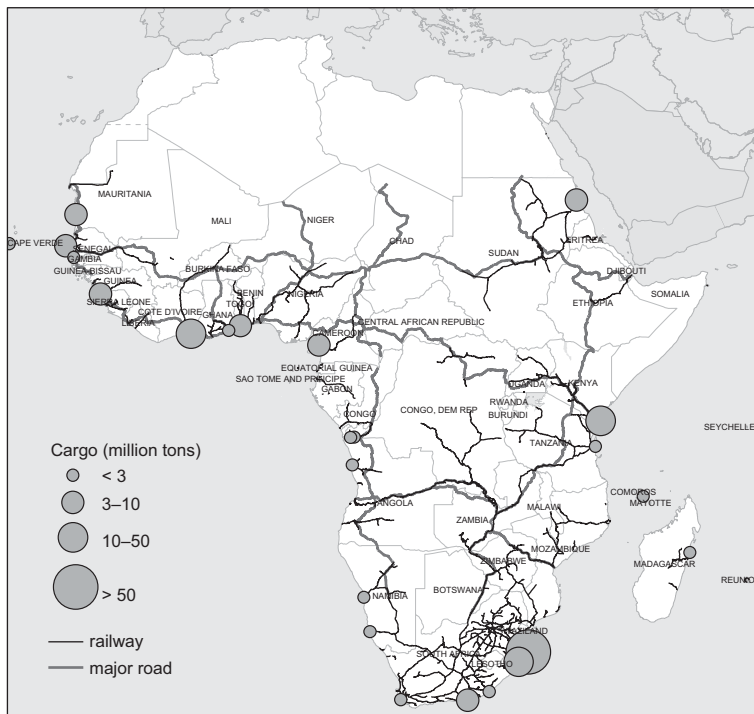 MAURITANIA
MALI
NIGER
CHAD
SUDAN
ERITREA
CAPE VERDE
SENEGAL
GAMBIA
GUINEA-BISSAU
GUINEA
BURKINA FASO
DJIBOUTI
SIERRA LEONE
LIBERIA
COTE D'IVOIRE
GHANA
TOGO
BENIN
NIGERIA
ETHIOPIA
SOMALIA
CENTRAL AFRICAN REPUBLIC
CAMEROON
EQUATORIAL GUINEA
SAO TOME AND PRINCIPE
GABON
CONGO
CONGO, DEM REP
UGANDA
KENYA
RWANDA
BURUNDI
TANZANIA
SEYCHELLE
COMOROS
MAYOTTE
ANGOLA
ZAMBIA
MALAWI
MOZAMBIQUE
ZIMBABWE
MADAGASCAR
REUNIO
NAMIBIA
BOTSWANA
SWAZILAND
SOUTH AFRICA
LESOTHO
Cargo (million tons)
< 3
3–10
10–50
> 50
railway
major road